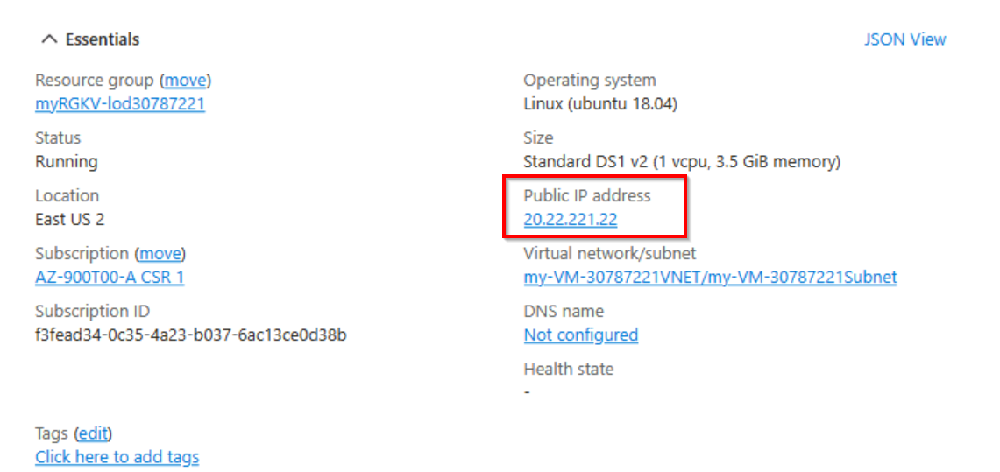 Essentials
JSON View
Resource group (move)
myRGKV-lod30787221
Status
Running
Location
East US 2
Subscription (move)
AZ-900T00-A CSR 1
Subscription ID
f3fead34-0c35-4a23-b037-6ac13ce0d38b
Operating system
Linux (ubuntu 18.04)
Size
Standard DS1 v2 (1 vcpu, 3.5 GiB memory)
Public IP address
20.22.221.22
Virtual network/subnet
my-VM-30787221VNET/my-VM-30787221Subnet
DNS name
Not configured
Health state
-
Tags (edit)
Click here to add tags